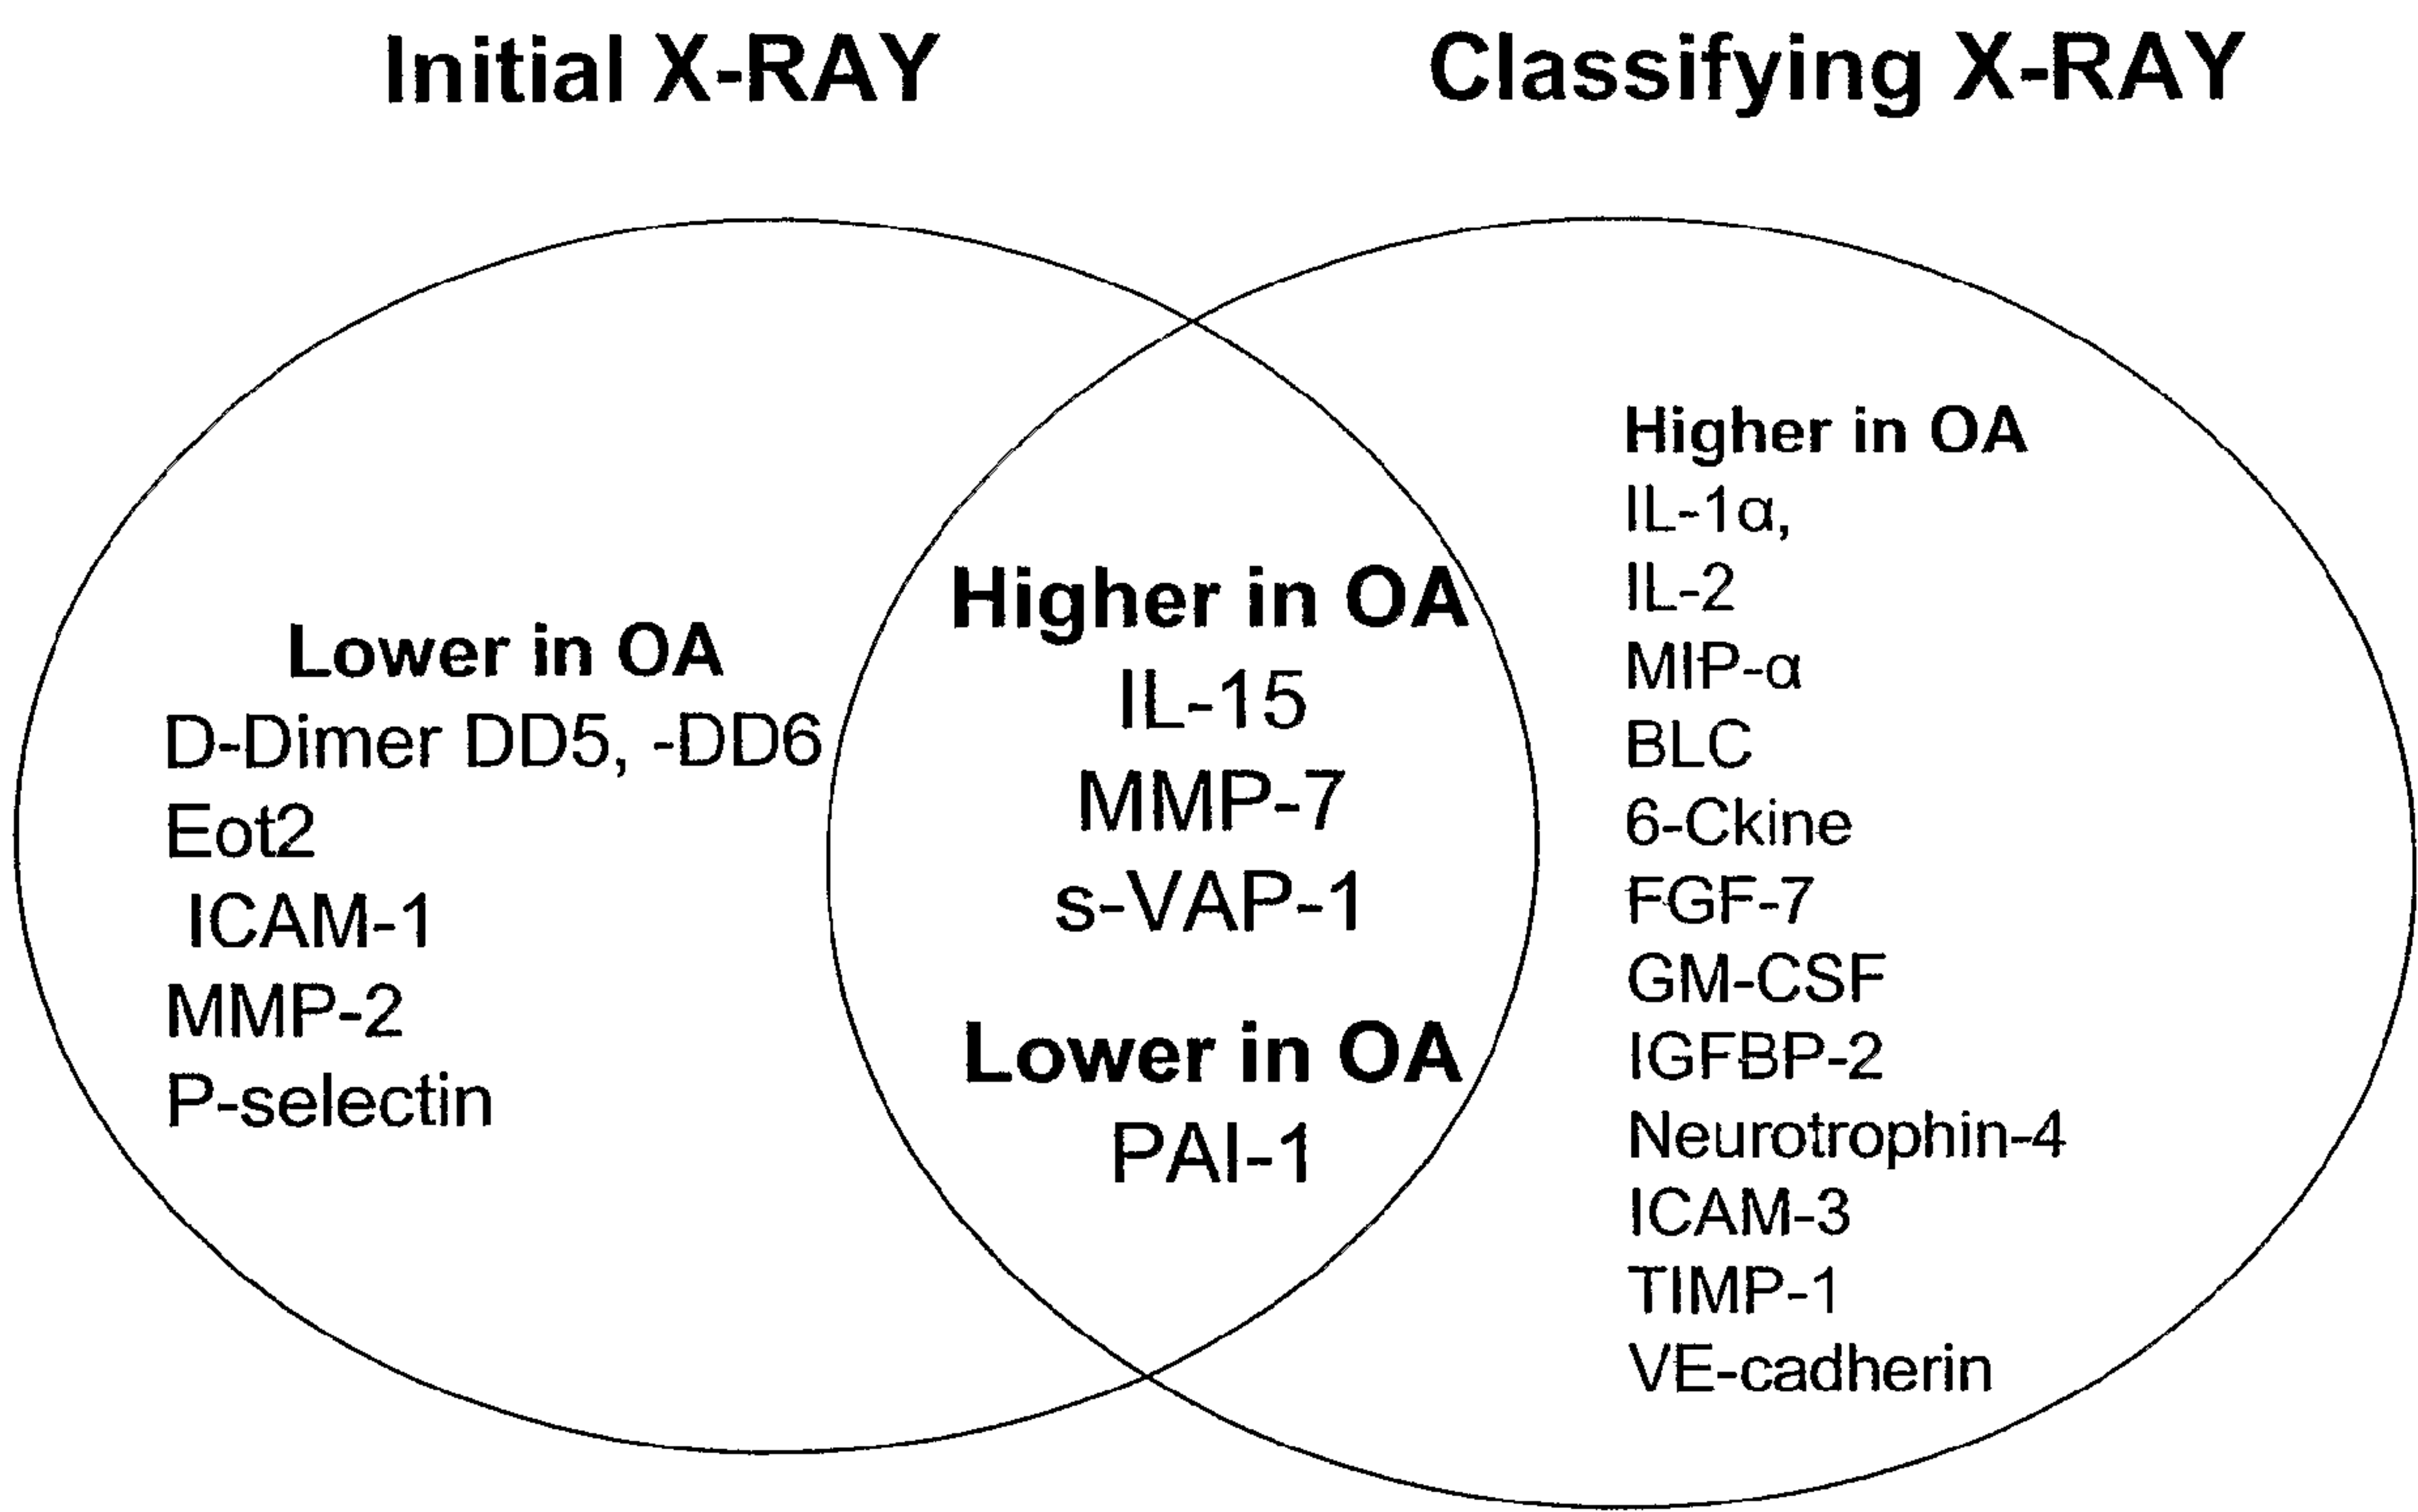 Initial X-RAY
Classifying X-RAY
Lower in OA
D-Dimer DD5, -DD6
Eot2
ICAM-1
MMP-2
P-selectin
Higher in OA
IL-15
MMP-7
s-VAP-1
Lower in OA
PAI-1
Higher in OA
IL-1α,
IL-2
MIP-α
BLC
6-Ckine
FGF-7
GM-CSF
IGFBP-2
Neurotrophin-4
ICAM-3
TIMP-1
VE-cadherin